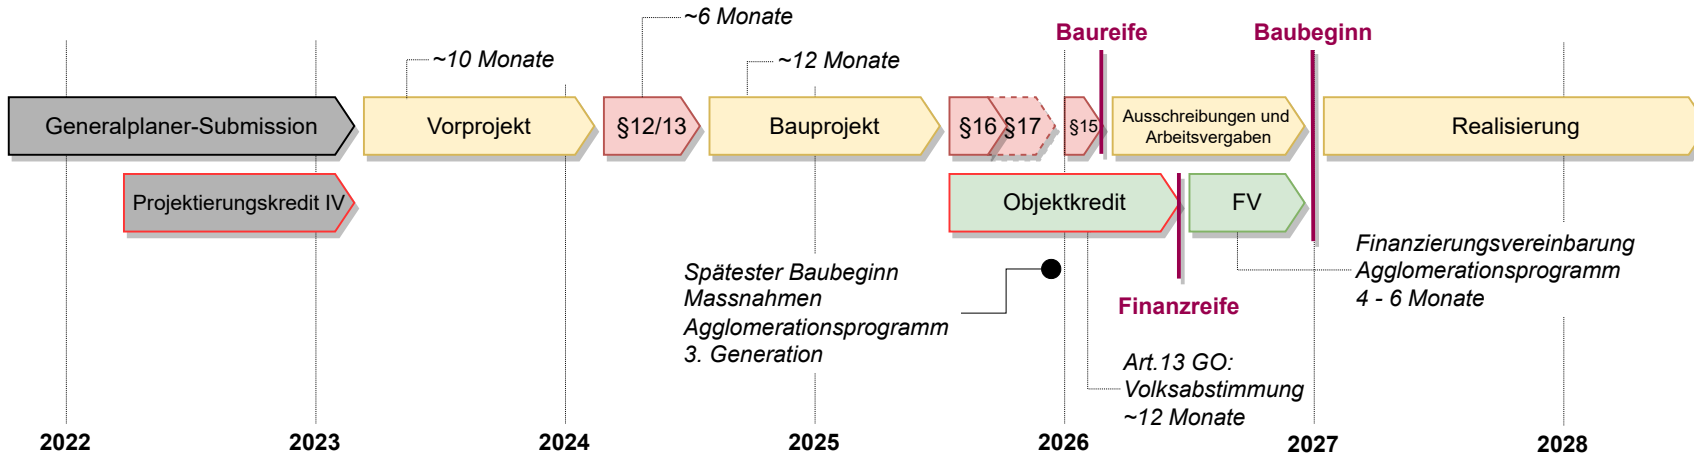 ~6 Monate
~10 Monate
~12 Monate
Baureife
Baubeginn
Generalplaner-Submission
Vorprojekt
§12/13
Bauprojekt
§16
§17
§15
Ausschreibungen und
Arbeitsvergaben
Realisierung
Projektierungskredit IV
Objektkredit
FV
Spätester Baubeginn
Massnahmen
Agglomerationsprogramm
3. Generation
Finanzreife
Finanzierungsvereinbarung
Agglomerationsprogramm
4 - 6 Monate
Art.13 GO:
Volksabstimmung
~12 Monate
2022
2023
2024
2025
2026
2027
2028